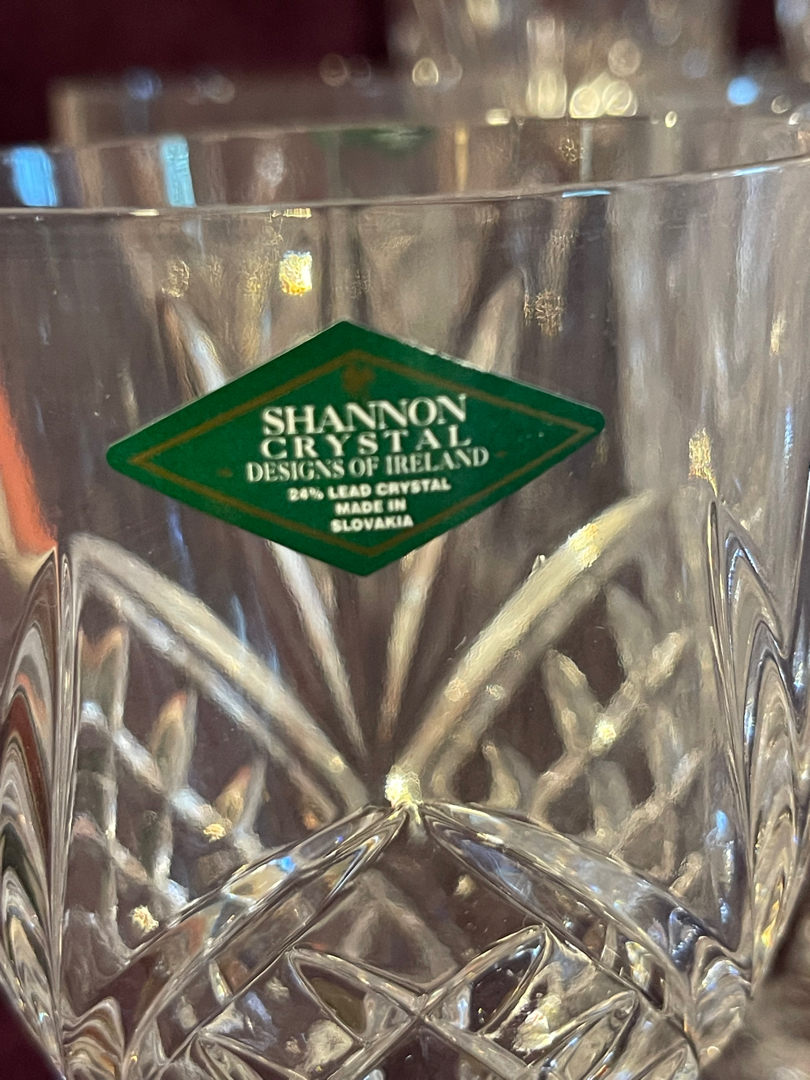 SHANNON
CRYSTAL
DESIGNS OF IRELAND
24% LEAD CRYSTAL
MADE IN
SLOVAKIA